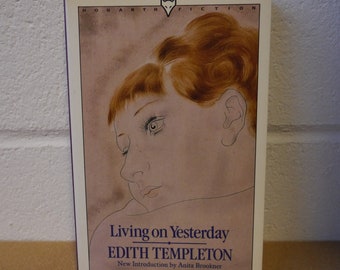 HOGARTH FICTION
Living on Yesterday
EDITH TEMPLETON
New Introduction by Anita Brookner